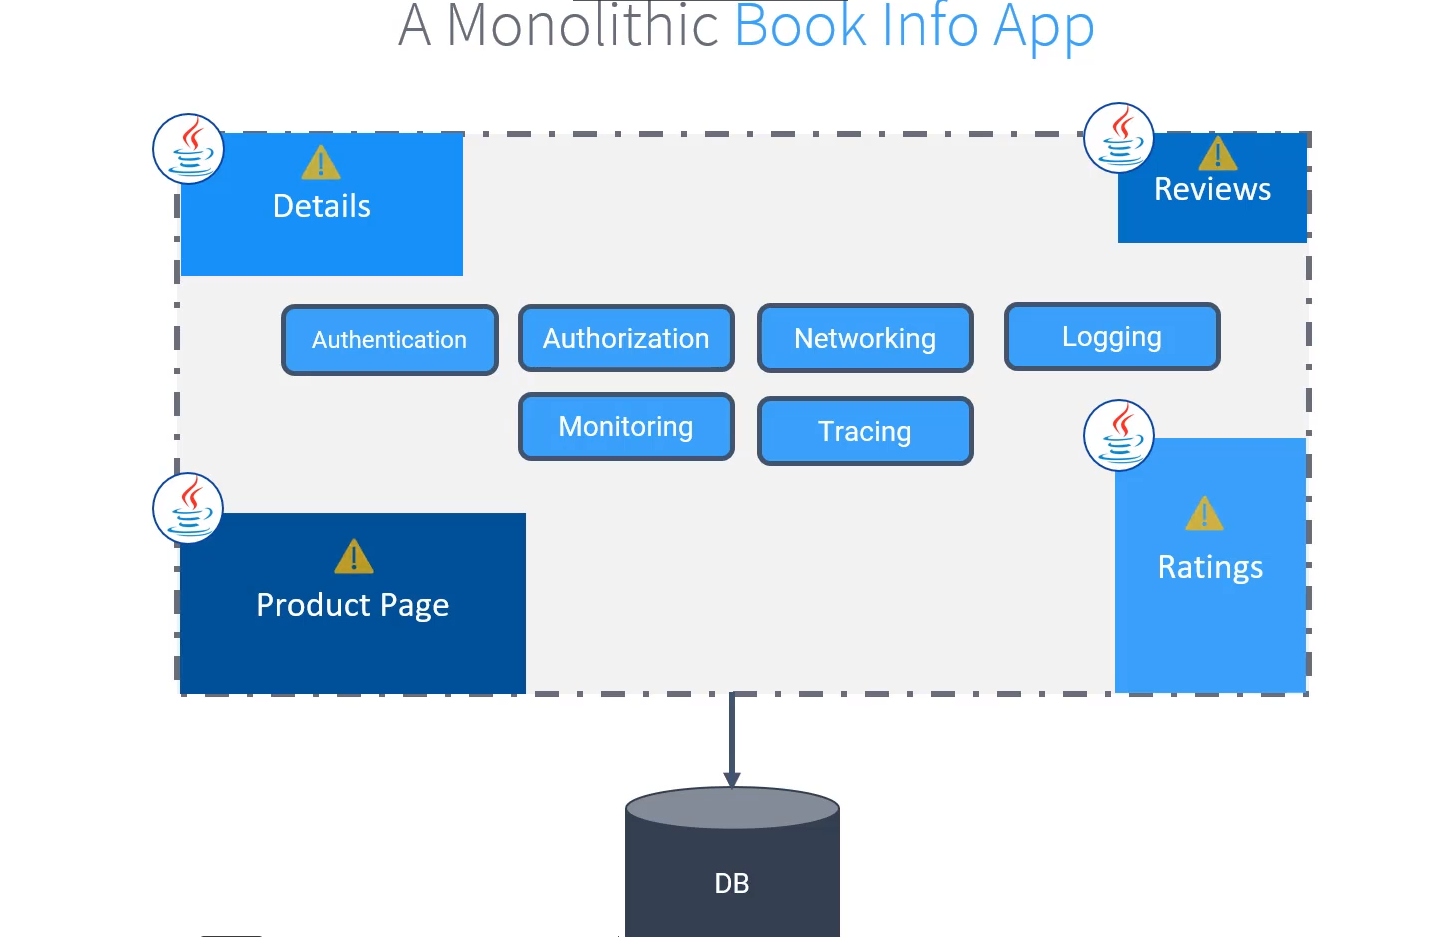 A Monolithic Book Info App
Details
Reviews
Authentication
Authorization
Networking
Logging
Monitoring
Tracing
Product Page
Ratings
DB